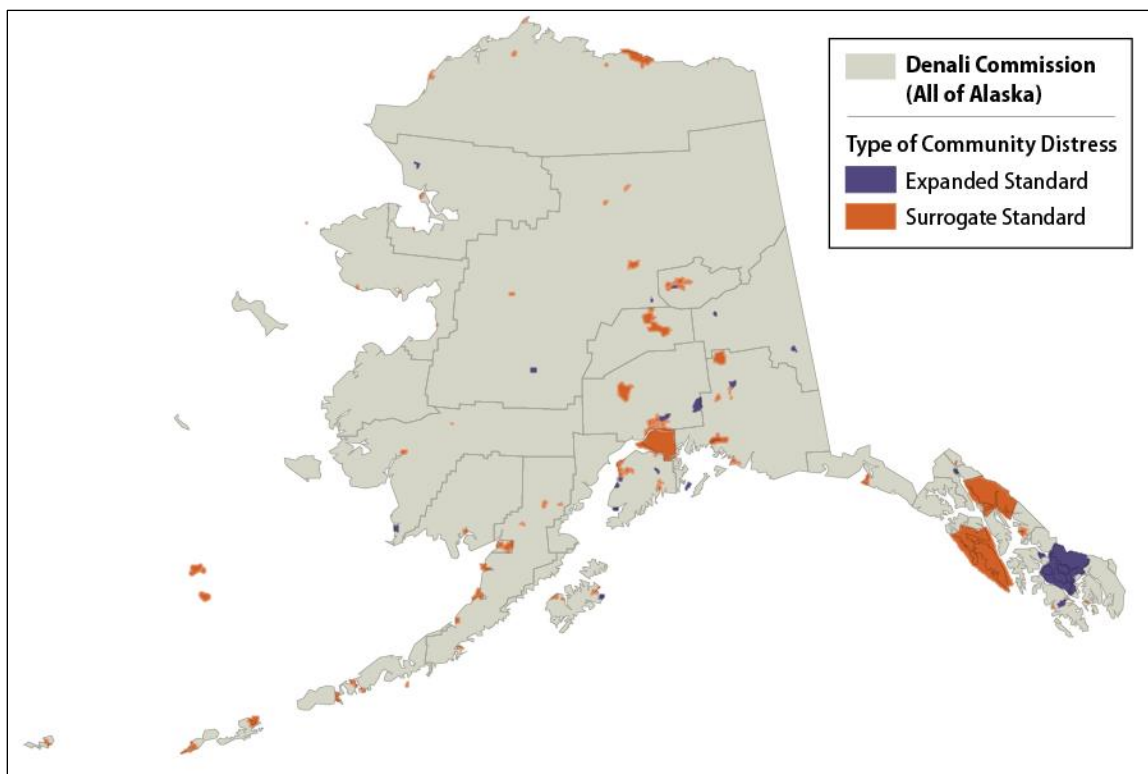 Denali Commission
(All of Alaska)
Type of Community Distress
Expanded Standard
Surrogate Standard